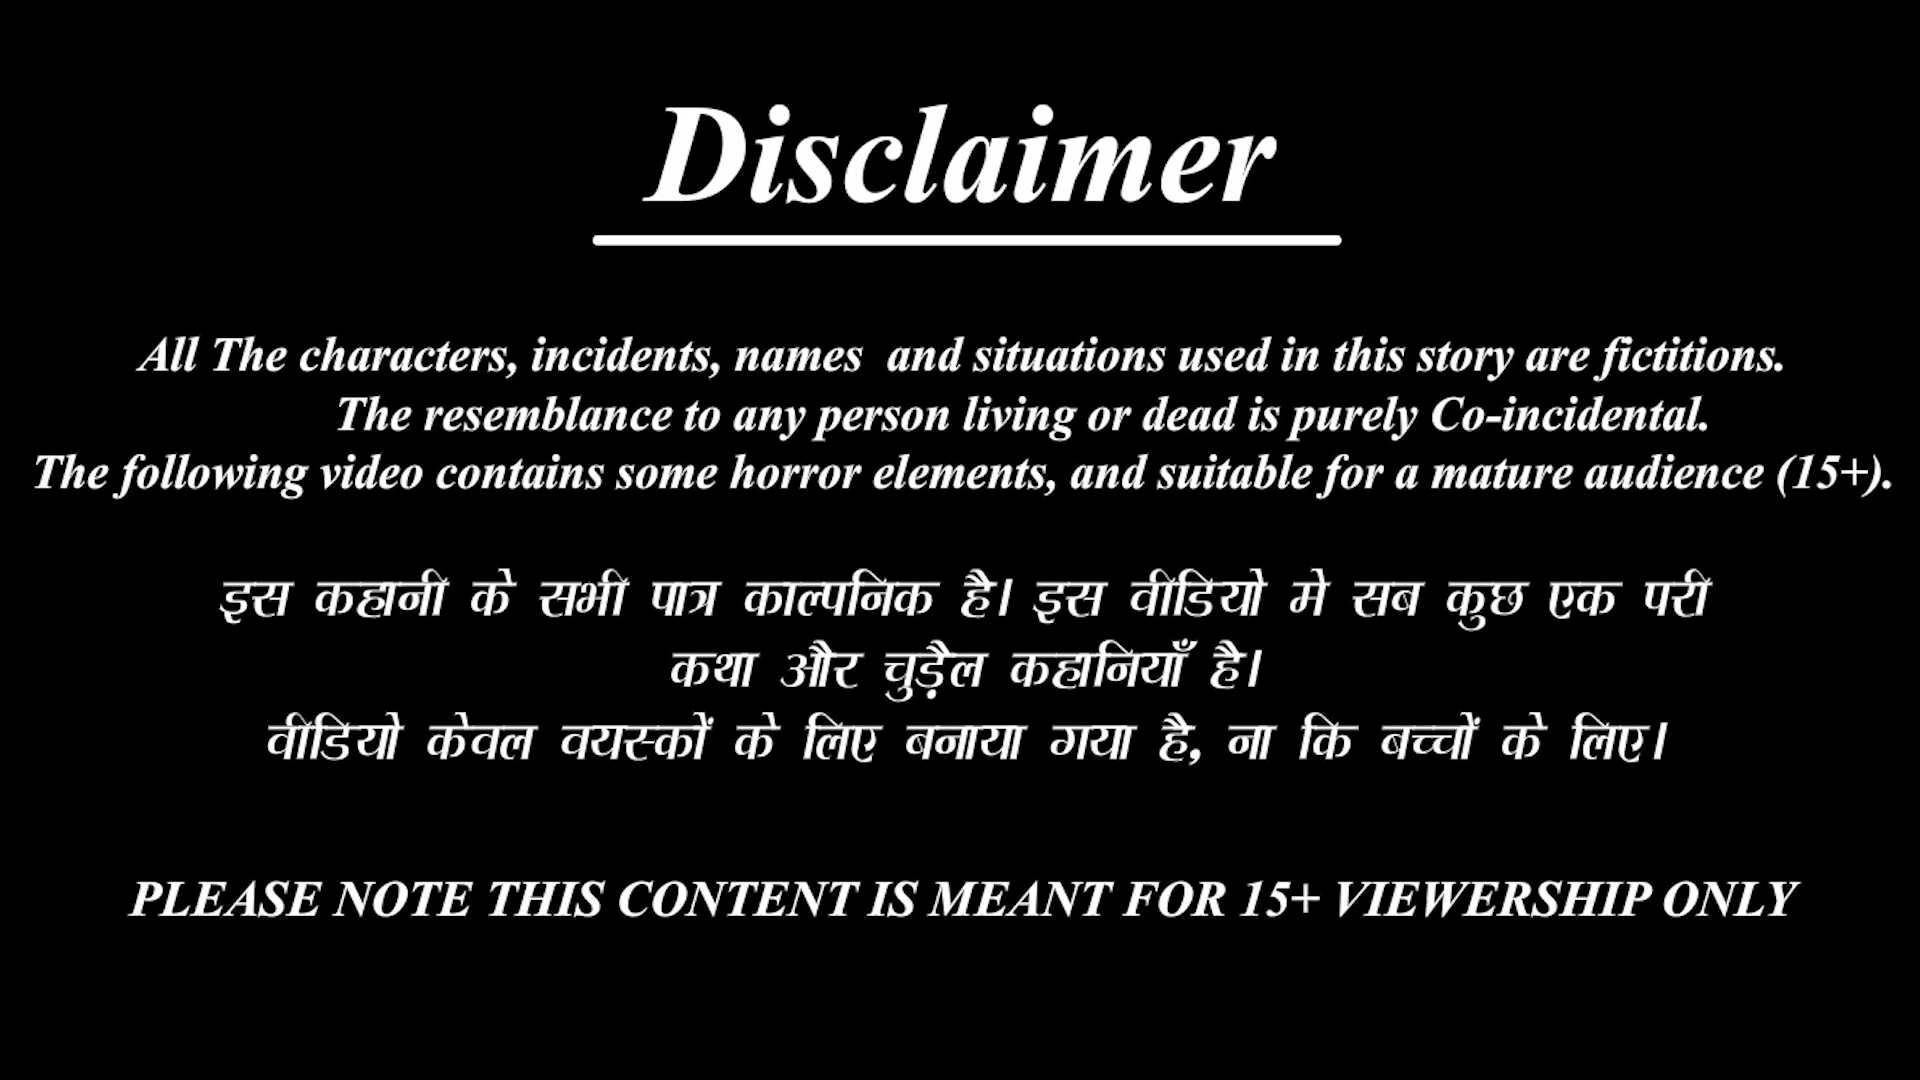 Disclaimer
All The characters, incidents, names and situations used in this story are fictitions.
The resemblance to any person living or dead is purely Co-incidental.
The following video contains some horror elements, and suitable for a mature audience (15+).
इस कहानी के सभी पात्र काल्पनिक है। इस वीडियो मे सब कुछ एक परी
कथा और चुड़ैल कहानियाँ है।
वीडियो केवल वयस्कों के लिए बनाया गया है, ना कि बच्चों के लिए।
PLEASE NOTE THIS CONTENT IS MEANT FOR 15+ VIEWERSHIP ONLY